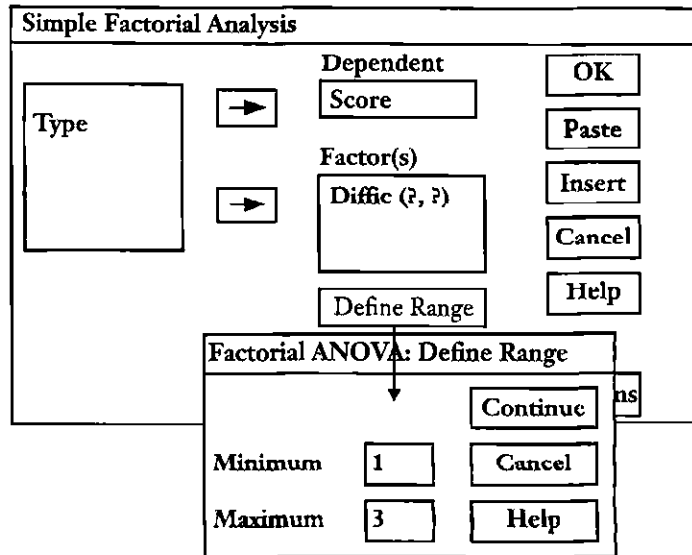 Simple Factorial Analysis
Type
Dependent
Score
Factor(s)
Diffic (?, ?)
Define Range
OK
Paste
Insert
Cancel
Help
ns
Factorial ANOVA: Define Range
Continue
Minimum 1 Cancel
Maximum 3 Help